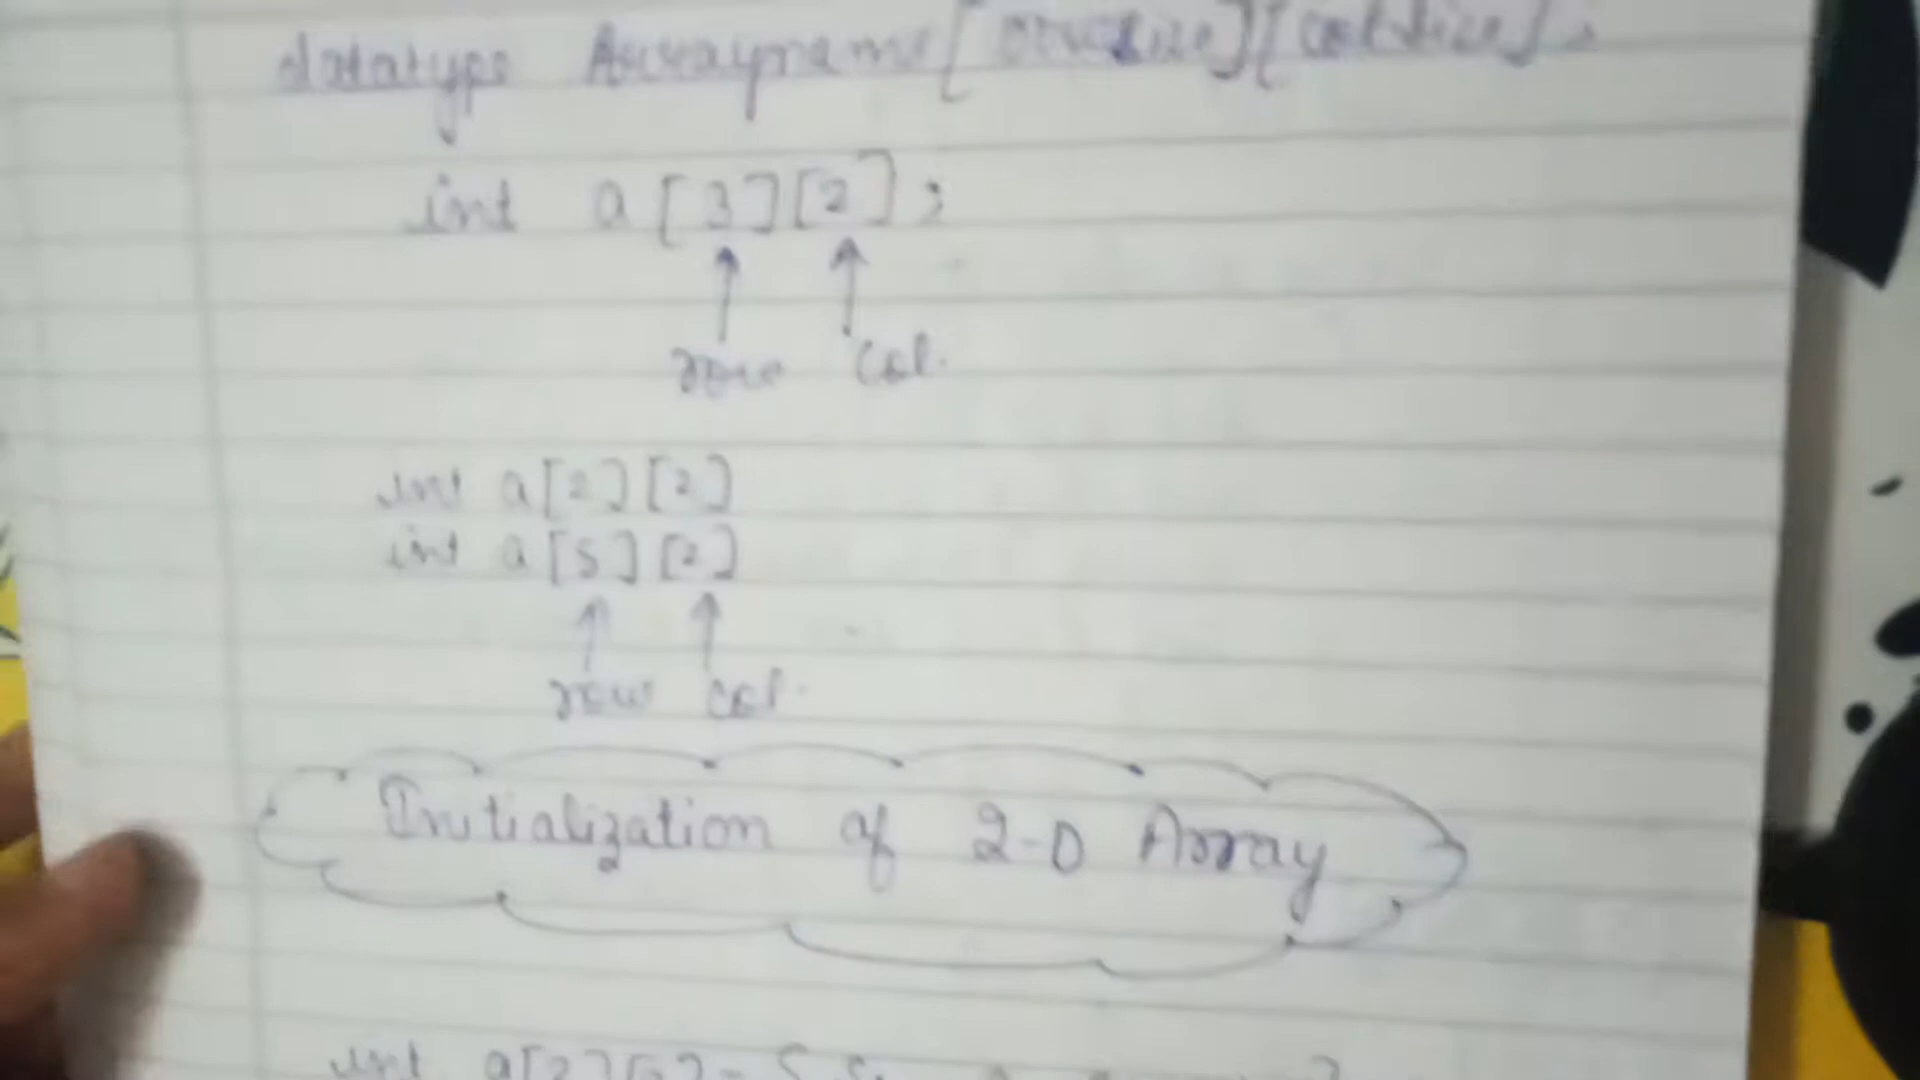 datatype Arrayname[rowsize][colsize];
int a[3][2];
row col.
int a[2][2]
int a[5][2]
row col.
Initialization of 2-D Array
int